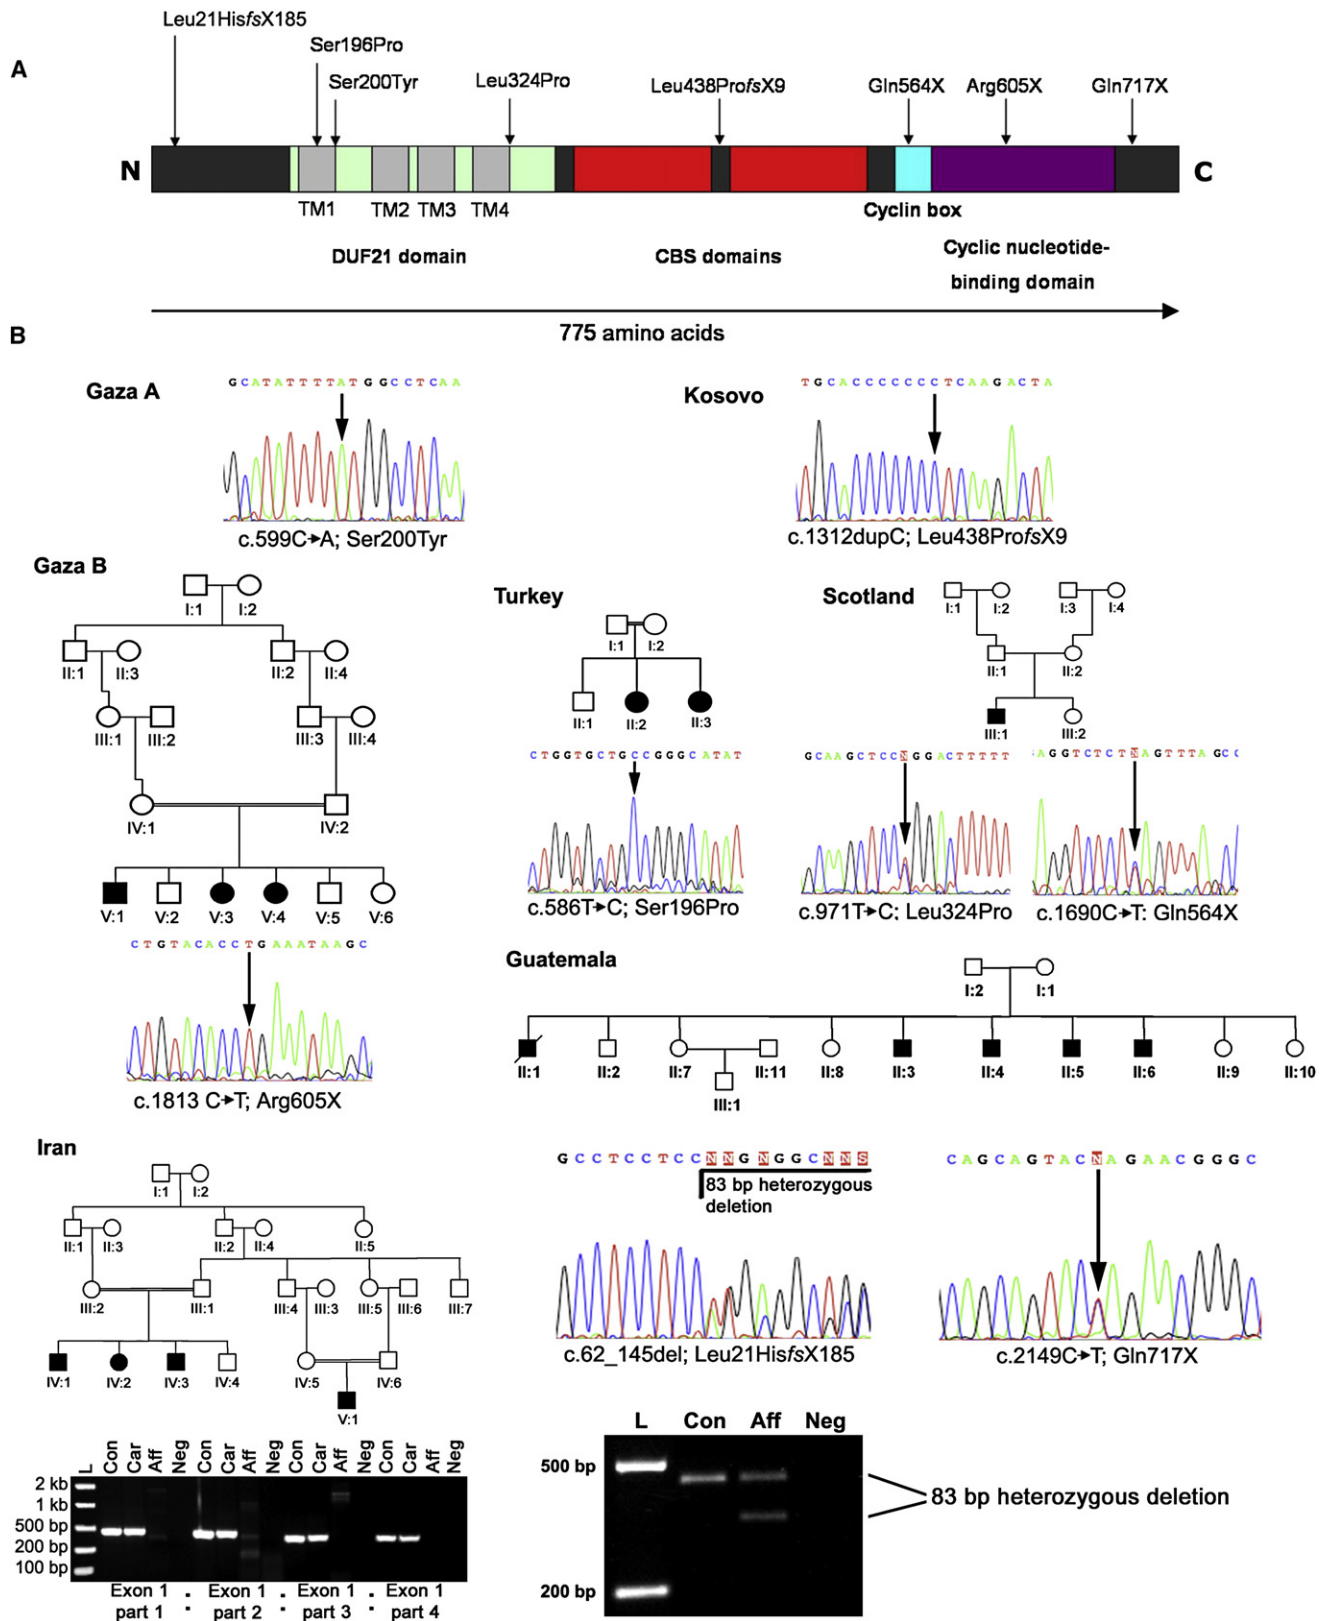 A
Leu21HisfsX185
Ser196Pro
Ser200Tyr
Leu324Pro
Leu438ProfsX9
Gln564X
Arg605X
Gln717X
N
C
TM1
TM2
TM3
TM4
Cyclin box
DUF21 domain
CBS domains
Cyclic nucleotide-
binding domain
775 amino acids
B
Gaza A
GCATATTTTATGGCCTCAA
c.599C→A; Ser200Tyr
Kosovo
TGCACCCCCCCTCAAGACTA
c.1312dupC; Leu438ProfsX9
Gaza B
I:1 I:2
II:1 II:3 II:2 II:4
III:1 III:2 III:3 III:4
IV:1 IV:2
V:1 V:2 V:3 V:4 V:5 V:6
CTGTACACCTGAAATAAGC
c.1813 C→T; Arg605X
Turkey
I:1 I:2
II:1 II:2 II:3
CTGGTGCTGCCGGGCATAT
c.586T→C; Ser196Pro
Scotland
I:1 I:2 I:3 I:4
II:1 II:2
III:1 III:2
GCAAGCTCCNGGACTTTTT
c.971T→C; Leu324Pro
AGGTCTCTNAGTTTAGCC
c.1690C→T: Gln564X
Guatemala
I:2 I:1
II:1 II:2 II:7 II:11 II:8 II:3 II:4 II:5 II:6 II:9 II:10
III:1
GCCTCCTCCNNGNGGCNNS
83 bp heterozygous
deletion
c.62_145del; Leu21HisfsX185
CAGCAGTACNAGAACGGGC
c.2149C→T; Gln717X
Iran
I:1 I:2
II:1 II:3 II:2 II:4 II:5
III:2 III:1 III:4 III:3 III:5 III:6 III:7
IV:1 IV:2 IV:3 IV:4 IV:5 IV:6
V:1
L Con Car Aff Neg Con Car Aff Neg Con Car Aff Neg Con Car Aff Neg
2 kb
1 kb
500 bp
200 bp
100 bp
Exon 1
part 1
:
Exon 1
part 2
:
Exon 1
part 3
:
Exon 1
part 4
L Con Aff Neg
500 bp
200 bp
83 bp heterozygous deletion